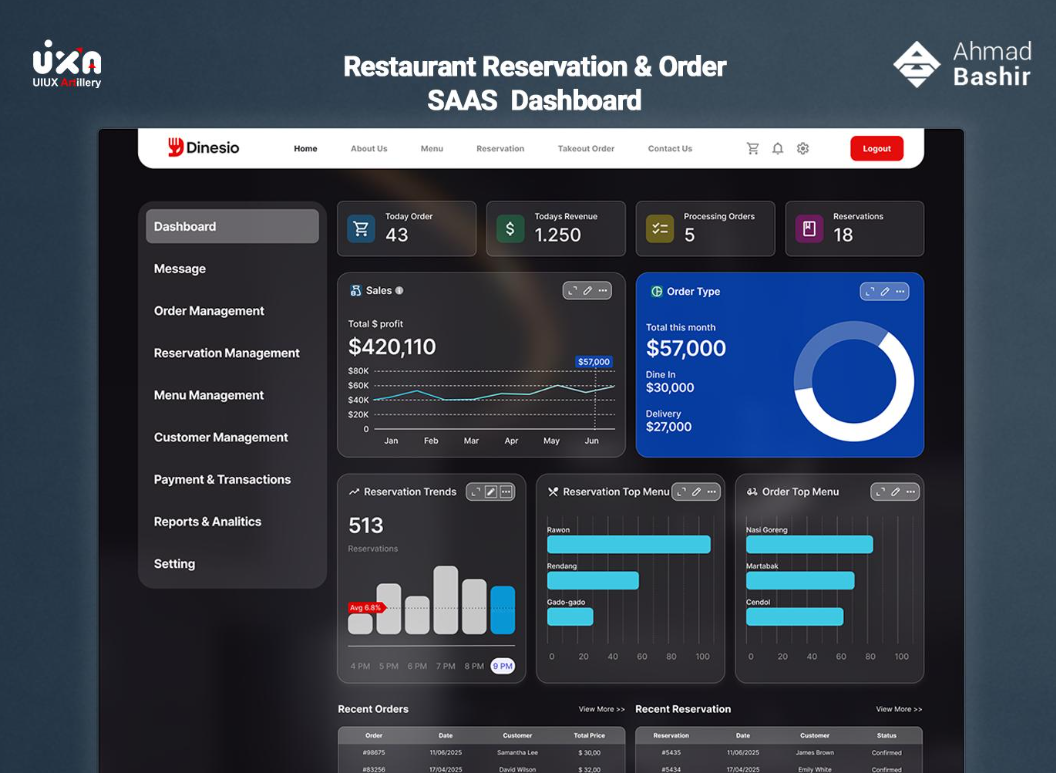 UXA
UIUX Artillery
Restaurant Reservation & Order
SAAS Dashboard
Ahmad
Bashir
Dinesio
Home
About Us
Menu
Reservation
Takeout Order
Contact Us
Logout
Dashboard
Message
Order Management
Reservation Management
Menu Management
Customer Management
Payment & Transactions
Reports & Analitics
Setting
Today Order
43
Todays Revenue
1.250
Processing Orders
5
Reservations
18
Sales
Total $ profit
$420,110
$57,000
$80K
$60K
$40K
$20K
0
Jan Feb Mar Apr May Jun
Order Type
Total this month
$57,000
Dine In
$30,000
Delivery
$27,000
Reservation Trends
513
Reservations
Avg 6.8%
4 PM 5 PM 6 PM 7 PM 8 PM 9 PM
Reservation Top Menu
Rawon
Rendang
Gado-gado
0 20 40 60 80 100
Order Top Menu
Nasi Goreng
Martabak
Cendol
0 20 40 60 80 100
Recent Orders
View More >>
Order Date Customer Total Price
#98675 11/06/2025 Samantha Lee $ 30,00
#83256 17/04/2025 David Wilson $ 32,00
Recent Reservation
View More >>
Reservation Date Customer Status
#5435 11/06/2025 James Brown Confirmed
#5434 17/04/2025 Emily White Confirmed